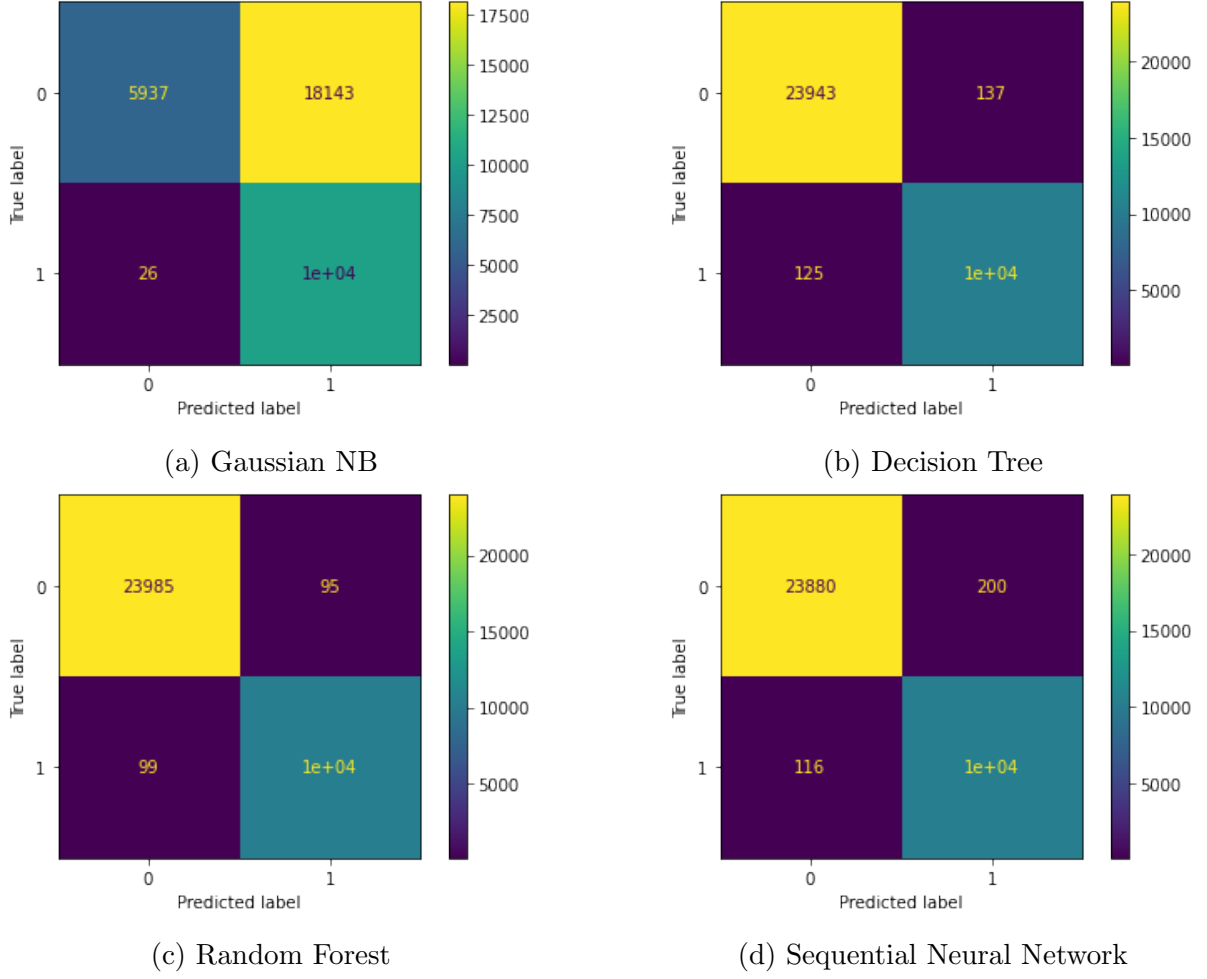 17500
15000
12500
10000
7500
5000
2500
0
1
True label
5937
18143
26
1e+04
0
1
Predicted label
(a) Gaussian NB
20000
15000
10000
5000
0
1
True label
23943
137
125
1e+04
0
1
Predicted label
(b) Decision Tree
20000
15000
10000
5000
0
1
True label
23985
95
99
1e+04
0
1
Predicted label
(c) Random Forest
20000
15000
10000
5000
0
1
True label
23880
200
116
1e+04
0
1
Predicted label
(d) Sequential Neural Network